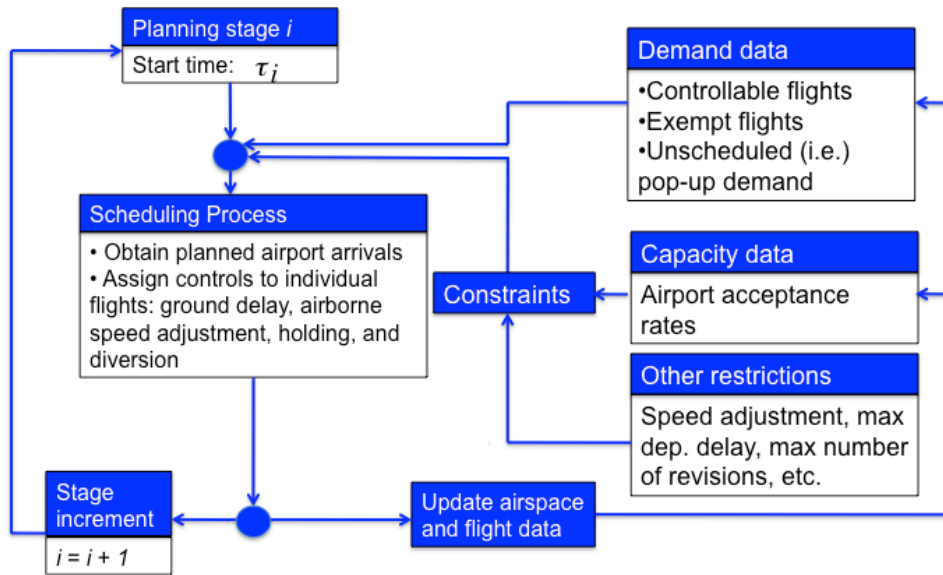 Planning stage i
Start time: τi
Demand data
•Controllable flights
•Exempt flights
•Unscheduled (i.e.)
pop-up demand
Scheduling Process
• Obtain planned airport arrivals
• Assign controls to individual
flights: ground delay, airborne
speed adjustment, holding, and
diversion
Constraints
Capacity data
Airport acceptance
rates
Other restrictions
Speed adjustment, max
dep. delay, max number
of revisions, etc.
Stage
increment
i = i + 1
Update airspace
and flight data